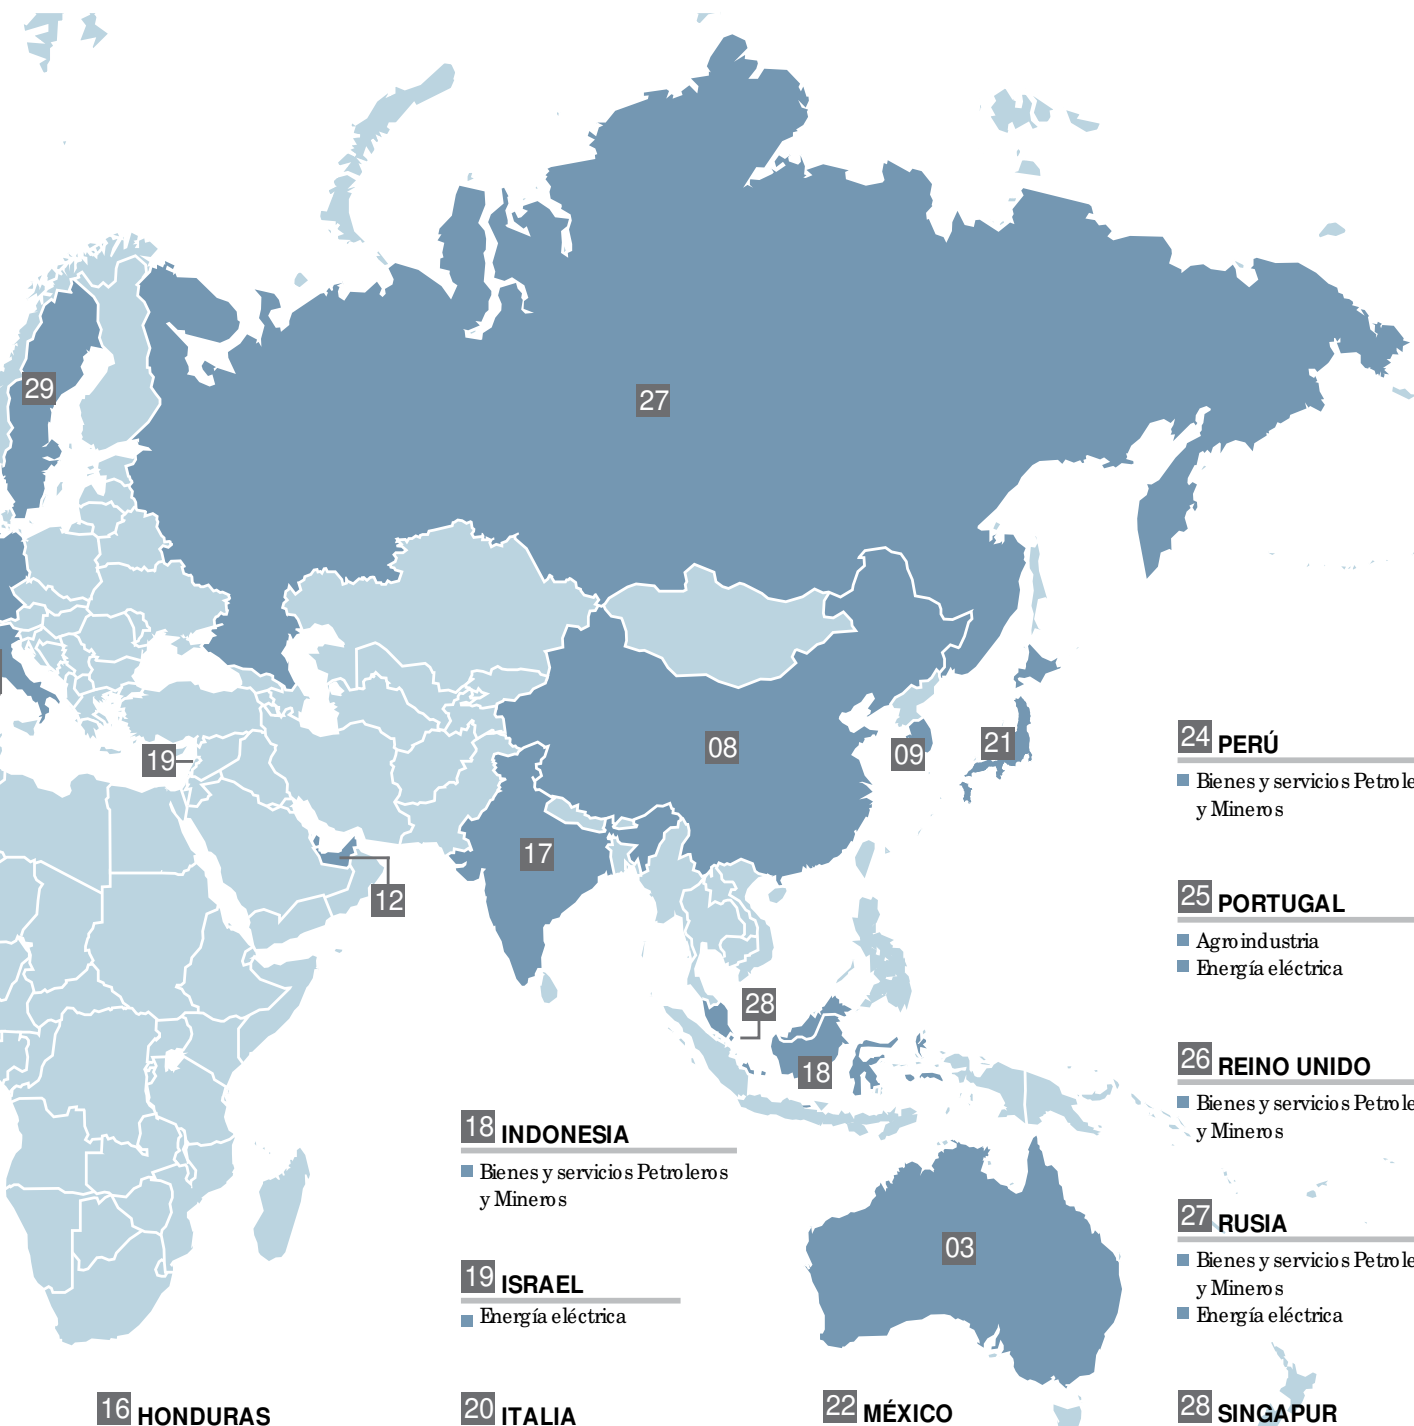 29
27
19
08
09
21
17
12
28
18
03
24 PERÚ
Bienes y servicios Petrole
y Mineros
25 PORTUGAL
Agroindustria
Energía eléctrica
26 REINO UNIDO
Bienes y servicios Petrole
y Mineros
27 RUSIA
Bienes y servicios Petrole
y Mineros
Energía eléctrica
18 INDONESIA
Bienes y servicios Petroleros
y Mineros
19 ISRAEL
Energía eléctrica
16 HONDURAS
20 ITALIA
22 MÉXICO
28 SINGAPUR